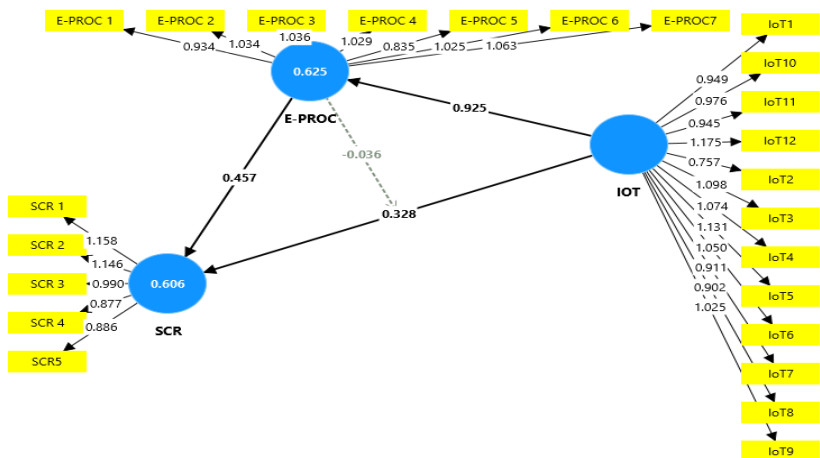 E-PROC 1
E-PROC 2
E-PROC 3
E-PROC 4
E-PROC 5
E-PROC 6
E-PROC7
0.934
1.034
1.036
1.029
0.835
1.025
1.063
0.625
E-PROC
0.925
-0.036
0.457
0.328
IOT
IoT1
IoT10
IoT11
IoT12
IoT2
IoT3
IoT4
IoT5
IoT6
IoT7
IoT8
IoT9
0.949
0.976
0.945
1.175
0.757
1.098
1.074
1.131
1.050
0.911
0.902
1.025
SCR 1
SCR 2
SCR 3
SCR 4
SCR5
1.158
1.146
0.990
0.877
0.886
0.606
SCR